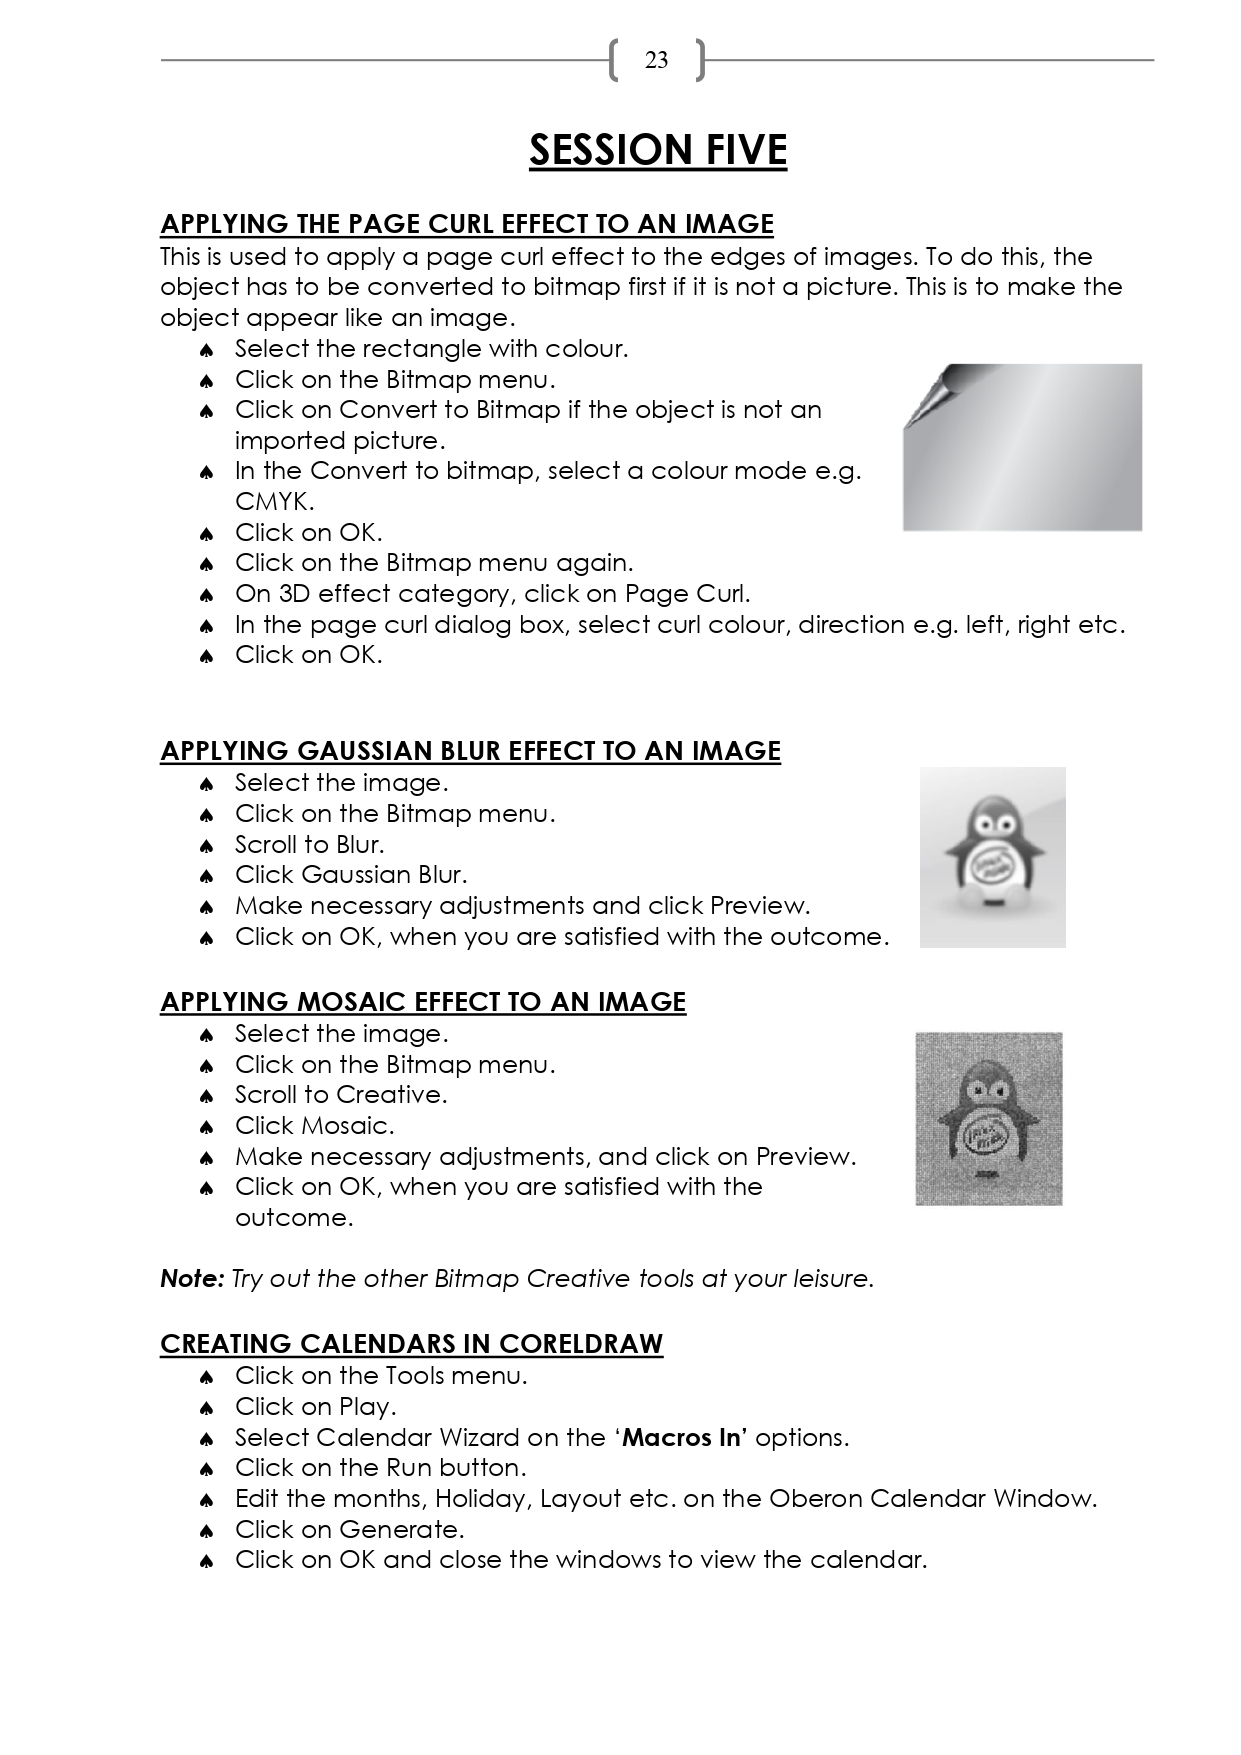 23
SESSION FIVE
APPLYING THE PAGE CURL EFFECT TO AN IMAGE
This is used to apply a page curl effect to the edges of images. To do this, the
object has to be converted to bitmap first if it is not a picture. This is to make the
object appear like an image.
♠ Select the rectangle with colour.
♠ Click on the Bitmap menu.
♠ Click on Convert to Bitmap if the object is not an
imported picture.
♠ In the Convert to bitmap, select a colour mode e.g.
CMYK.
♠ Click on OK.
♠ Click on the Bitmap menu again.
♠ On 3D effect category, click on Page Curl.
♠ In the page curl dialog box, select curl colour, direction e.g. left, right etc.
♠ Click on OK.
APPLYING GAUSSIAN BLUR EFFECT TO AN IMAGE
♠ Select the image.
♠ Click on the Bitmap menu.
♠ Scroll to Blur.
♠ Click Gaussian Blur.
♠ Make necessary adjustments and click Preview.
♠ Click on OK, when you are satisfied with the outcome.
APPLYING MOSAIC EFFECT TO AN IMAGE
♠ Select the image.
♠ Click on the Bitmap menu.
♠ Scroll to Creative.
♠ Click Mosaic.
♠ Make necessary adjustments, and click on Preview.
♠ Click on OK, when you are satisfied with the
outcome.
Note: Try out the other Bitmap Creative tools at your leisure.
CREATING CALENDARS IN CORELDRAW
♠ Click on the Tools menu.
♠ Click on Play.
♠ Select Calendar Wizard on the ‘Macros In’ options.
♠ Click on the Run button.
♠ Edit the months, Holiday, Layout etc. on the Oberon Calendar Window.
♠ Click on Generate.
♠ Click on OK and close the windows to view the calendar.